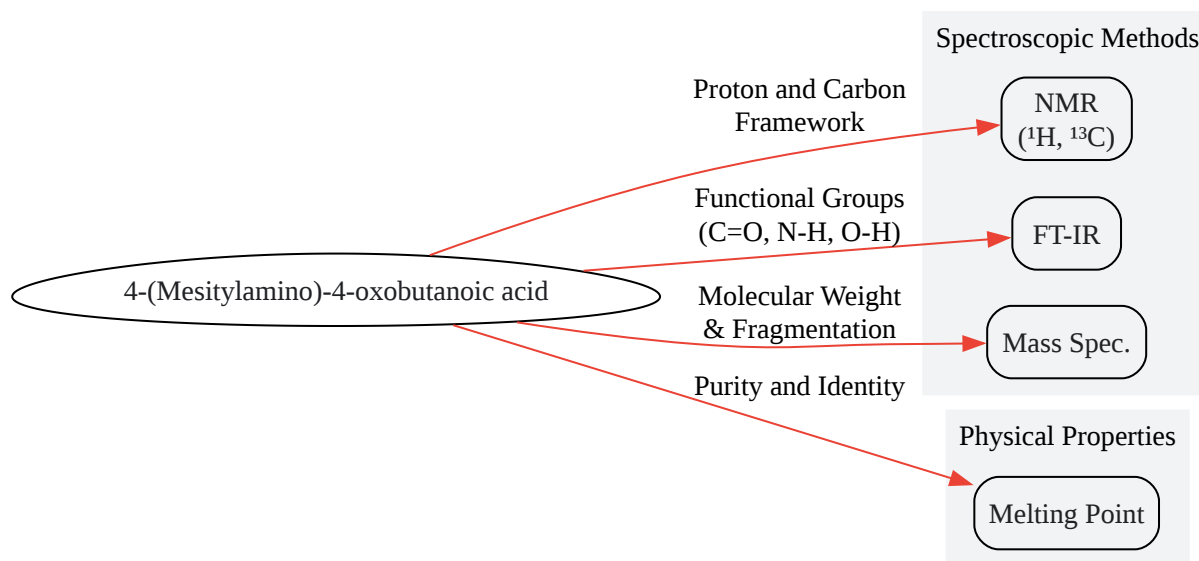 Spectroscopic Methods
Proton and Carbon
Framework
NMR
(¹H, ¹³C)
Functional Groups
(C=O, N-H, O-H)
FT-IR
4-(Mesitylamino)-4-oxobutanoic acid
Molecular Weight
& Fragmentation
Mass Spec.
Purity and Identity
Physical Properties
Melting Point